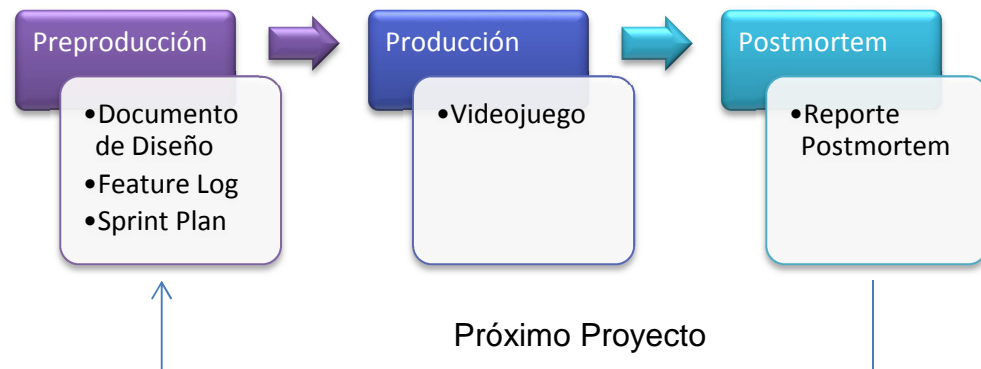 Preproducción
•Documento
de Diseño
•Feature Log
•Sprint Plan
Producción
•Videojuego
Postmortem
•Reporte
Postmortem
Próximo Proyecto